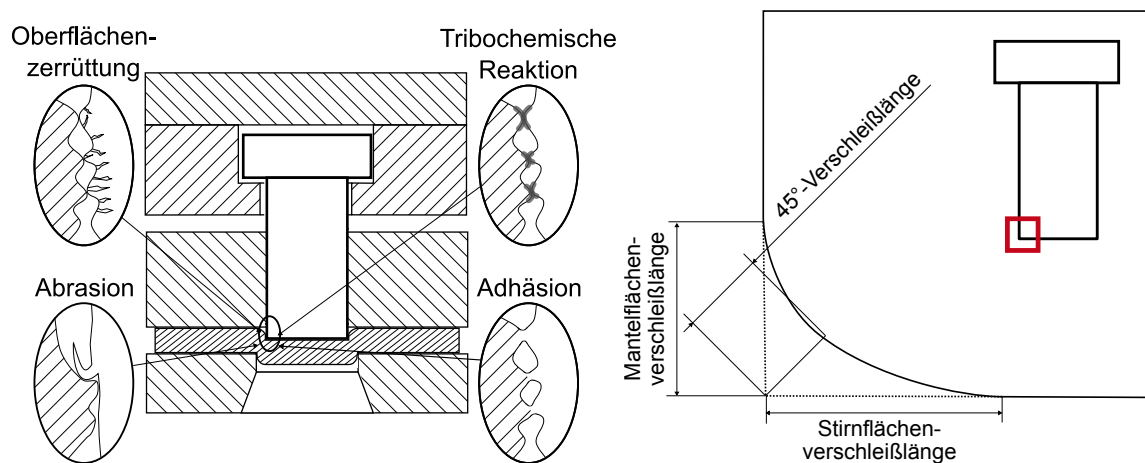 Oberflächen-
zerrüttung
Tribochemische
Reaktion
Abrasion
Adhäsion
45°-Verschleißlänge
Mantelflächen-
verschleißlänge
Stirnflächen-
verschleißlänge